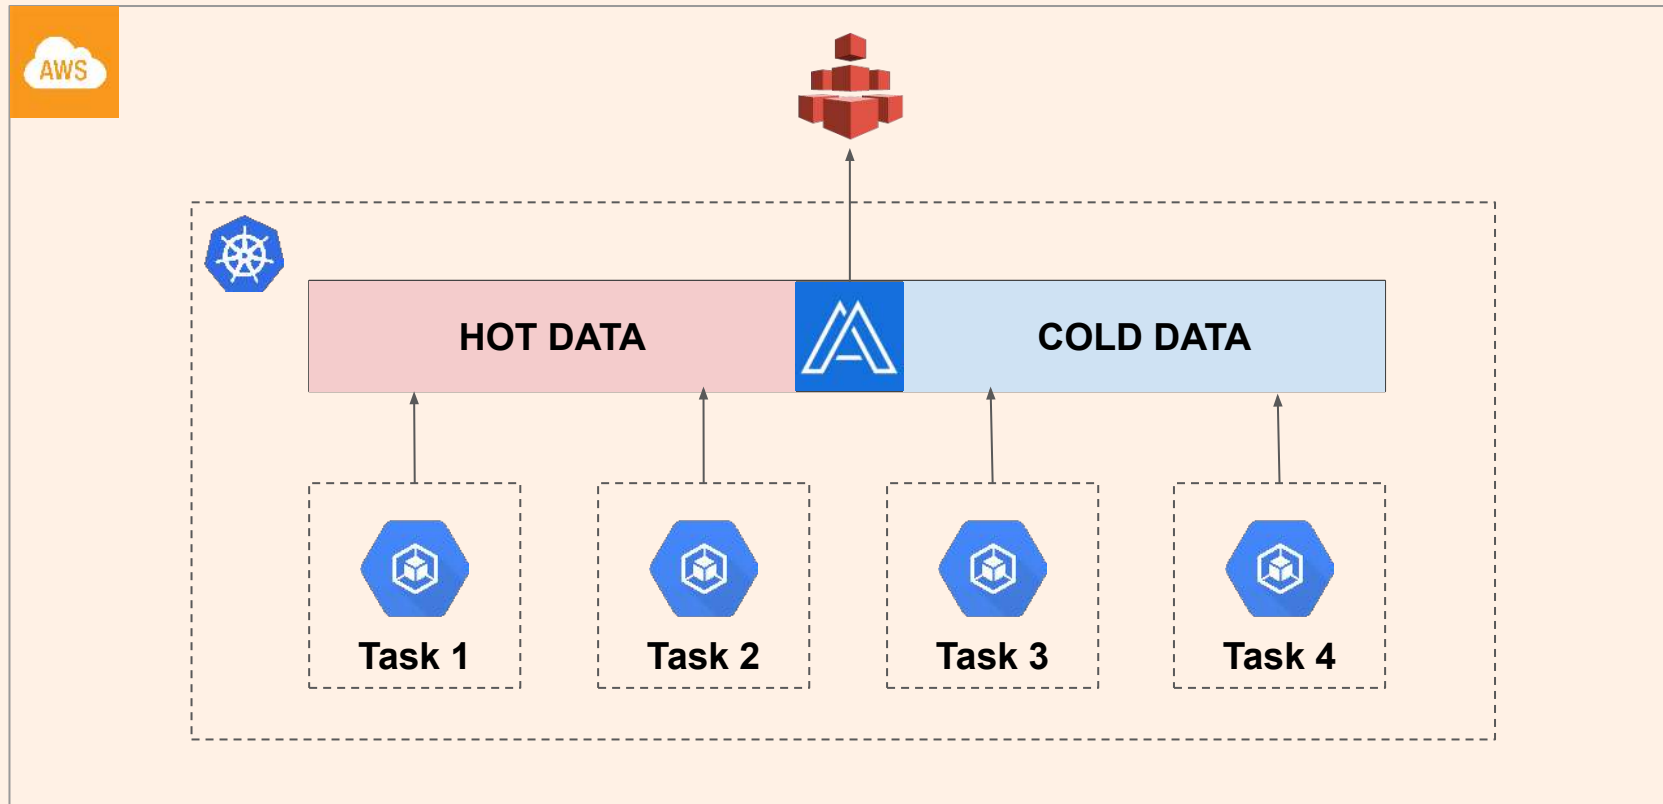 AWS
HOT DATA
COLD DATA
Task 1
Task 2
Task 3
Task 4